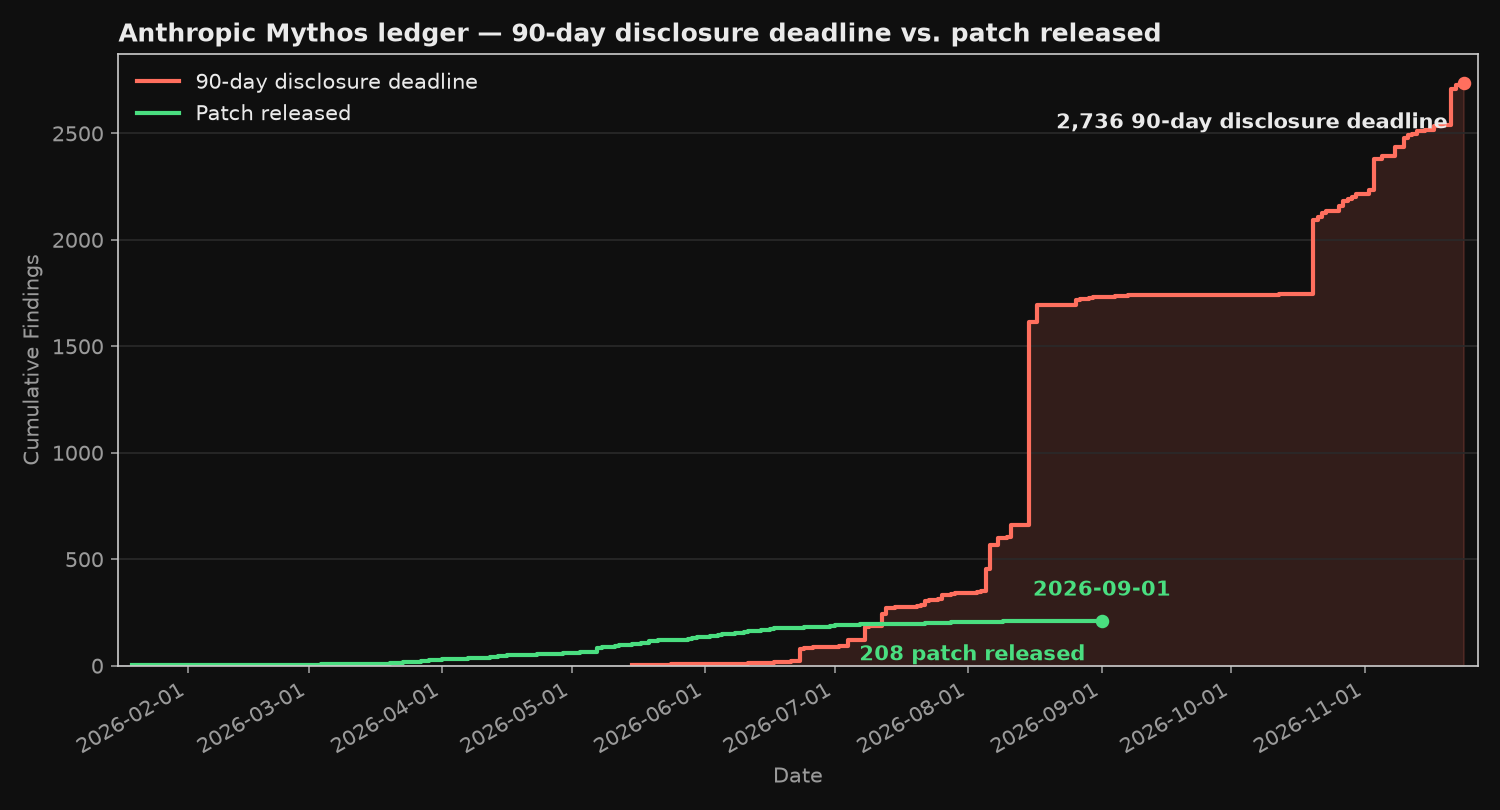 Anthropic Mythos ledger — 90-day disclosure deadline vs. patch released
90-day disclosure deadline
Patch released
2,736 90-day disclosure deadline
2026-09-01
208 patch released
Cumulative Findings
2500
2000
1500
1000
500
0
2026-02-01
2026-03-01
2026-04-01
2026-05-01
2026-06-01
2026-07-01
2026-08-01
2026-09-01
2026-10-01
2026-11-01
Date